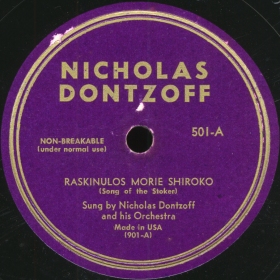 NICHOLAS
DONTZOFF
NON-BREAKABLE
(under normal use)
501-A
RASKINULOS MORIE SHIROKO
(Song of the Stoker)
Sung by Nicholas Dontzoff
and his Orchestra
Made in USA
(901-A)